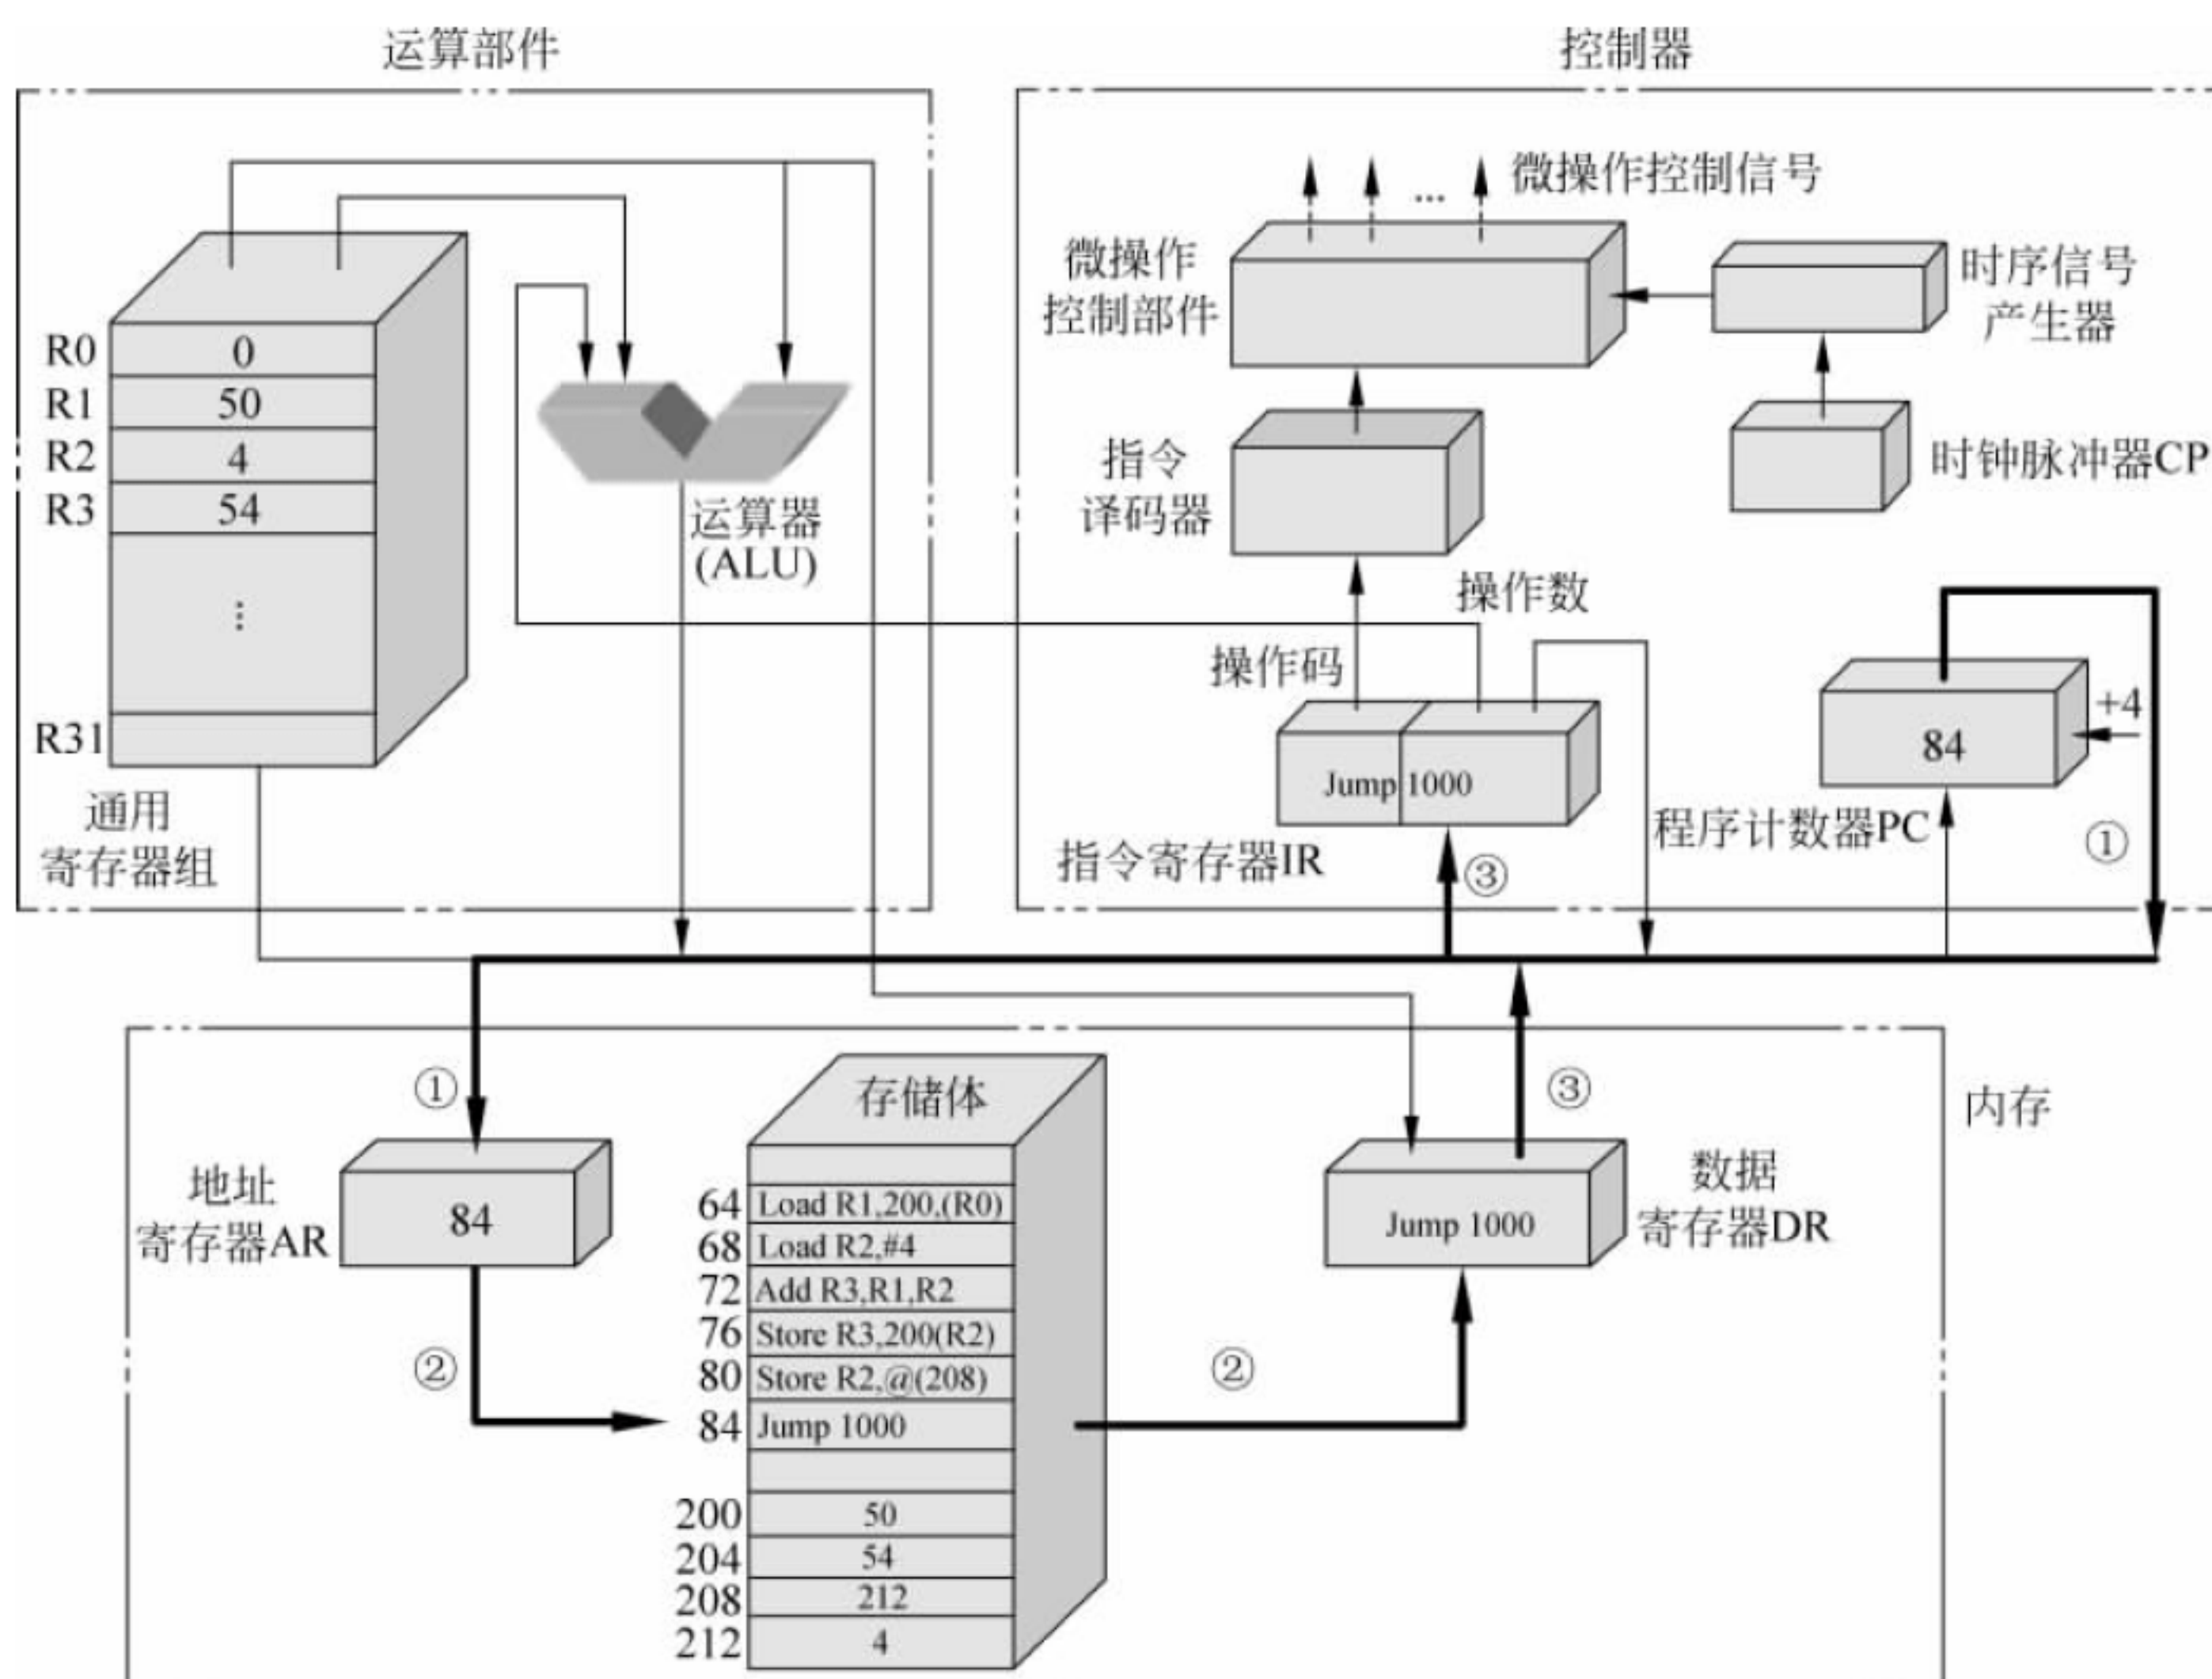 运算部件
控制器
微操作控制信号
...
微操作
控制部件
时序信号
产生器
R0
0
R1
50
R2
4
R3
54
...
R31
运算器
(ALU)
指令
译码器
时钟脉冲器CP
操作数
操作码
+4
84
Jump 1000
通用
寄存器组
指令寄存器IR
程序计数器PC
①
③
①
③
存储体
内存
地址
寄存器AR
84
数据
寄存器DR
Jump 1000
64 Load R1,200,(R0)
68 Load R2,#4
72 Add R3,R1,R2
76 Store R3,200(R2)
80 Store R2,@(208)
84 Jump 1000
②
②
200 50
204 54
208 212
212 4